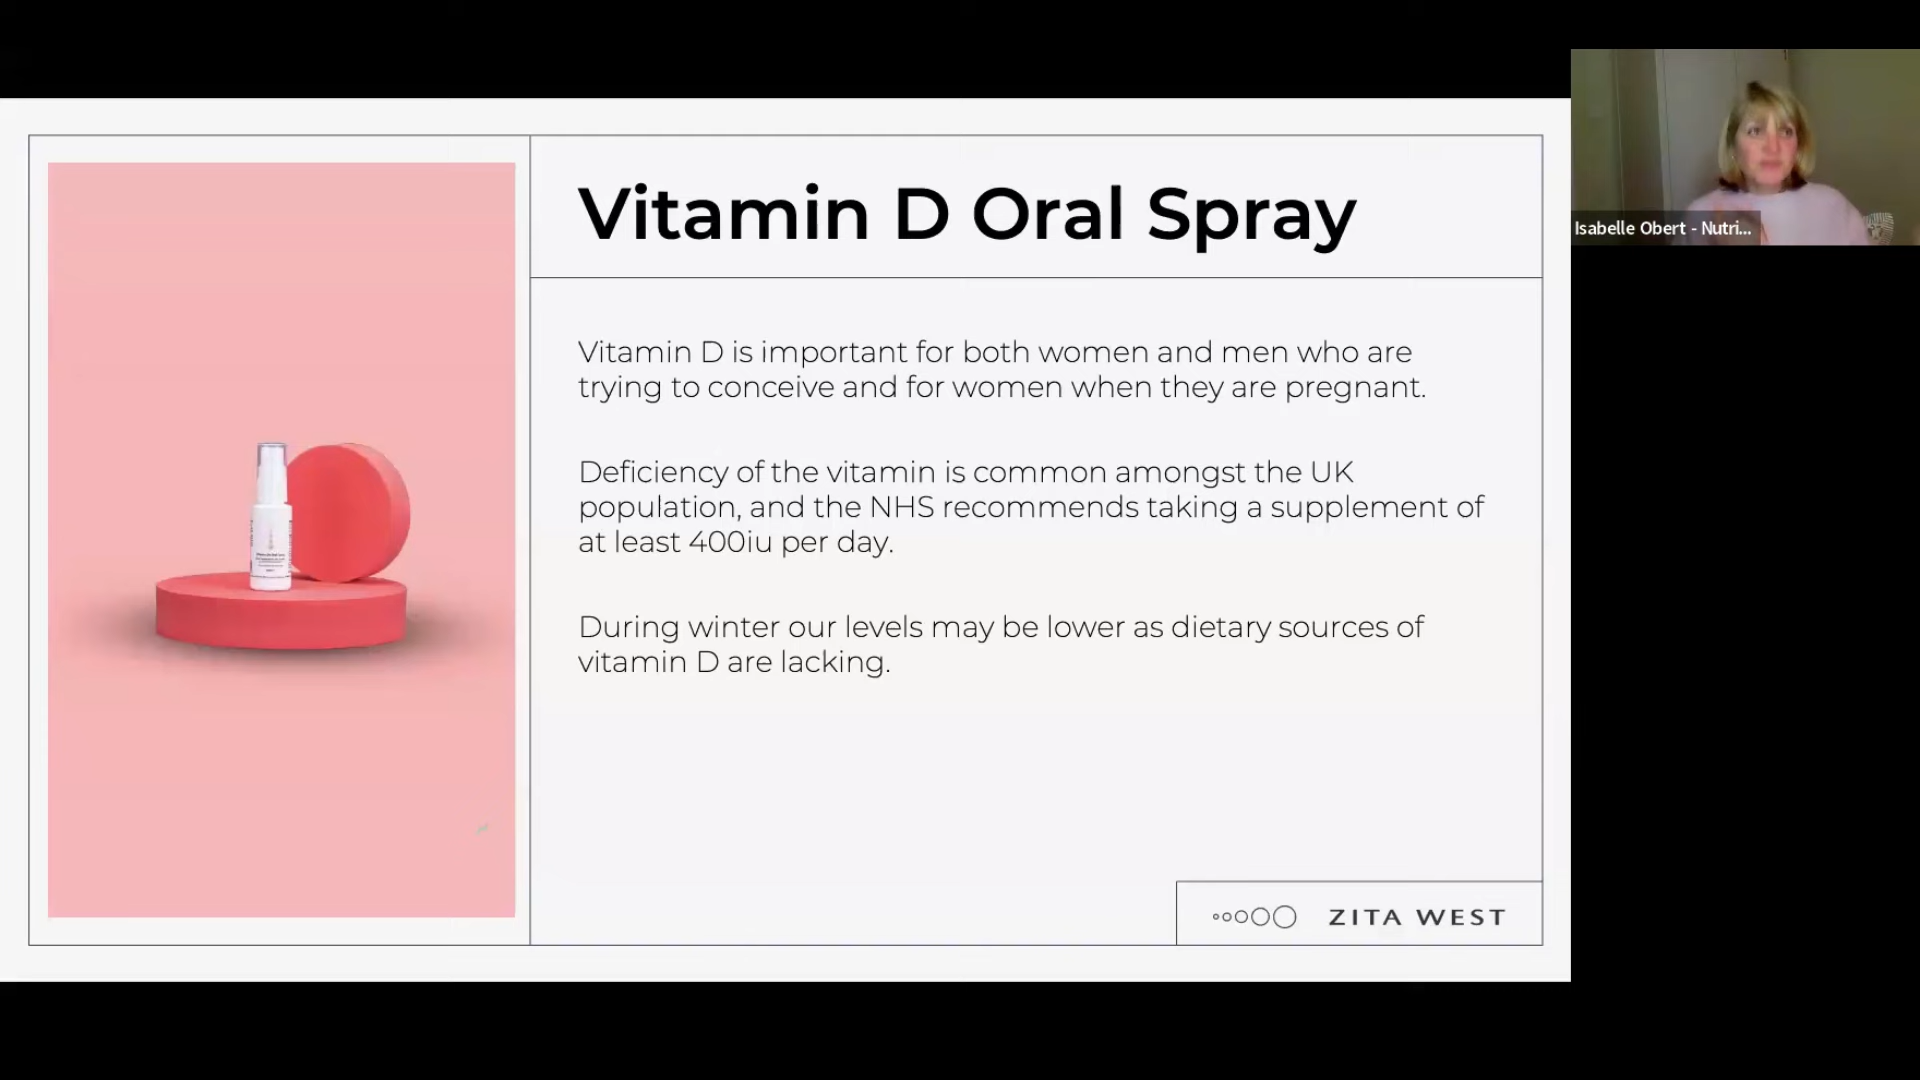 Vitamin D Oral Spray
Vitamin D is important for both women and men who are
trying to conceive and for women when they are pregnant.
Deficiency of the vitamin is common amongst the UK
population, and the NHS recommends taking a supplement of
at least 400iu per day.
During winter our levels may be lower as dietary sources of
vitamin D are lacking.
ZITA WEST
Isabelle Obert - Nutri...